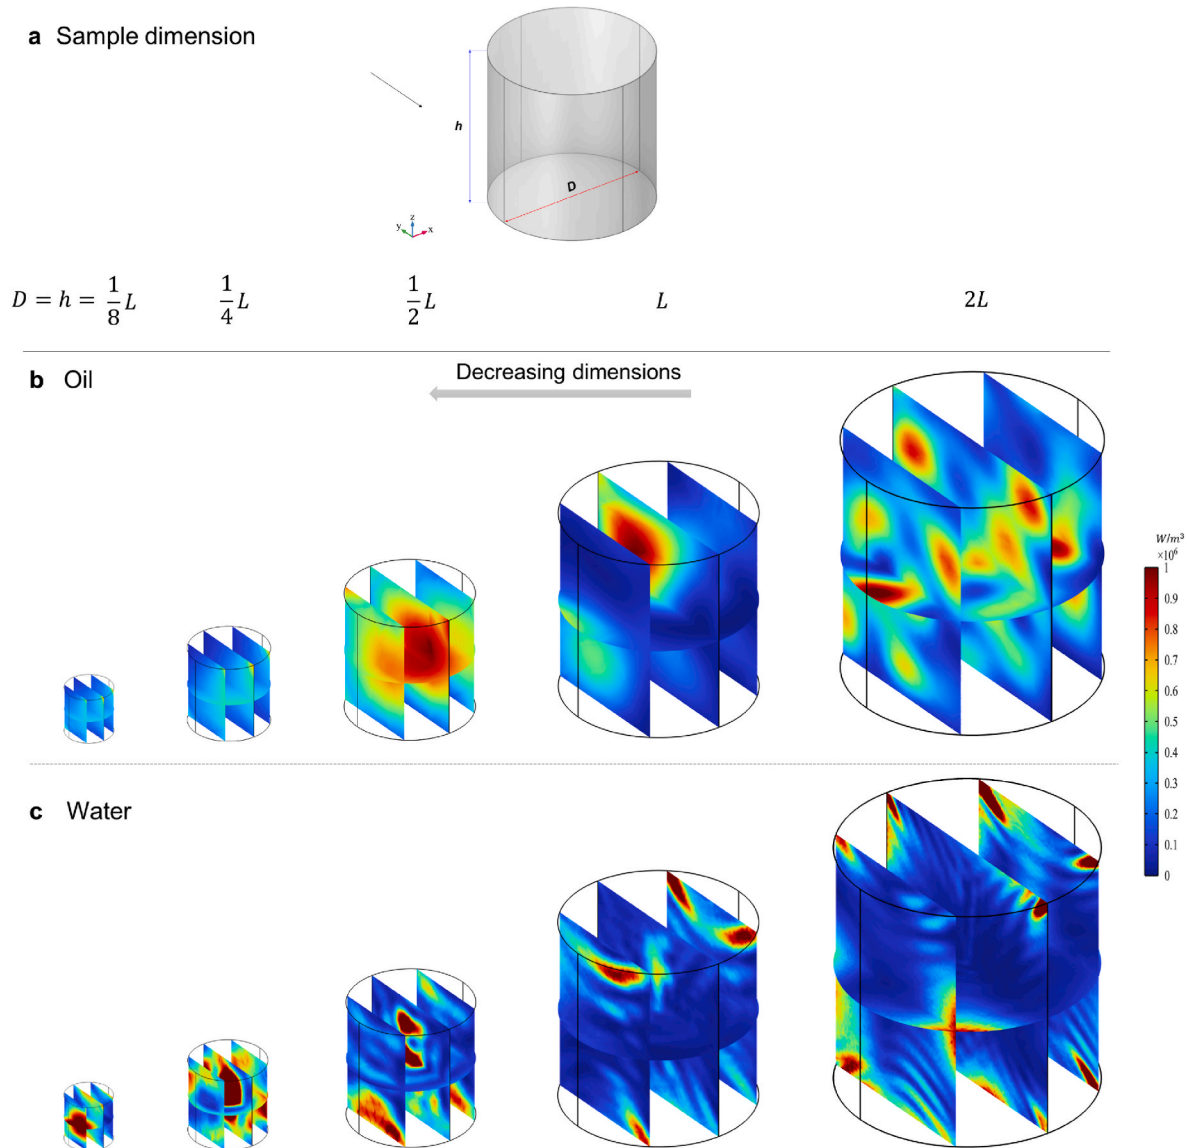 a Sample dimension
h
D
z
y
x
D = h = 1/8 L 1/4 L 1/2 L L 2L
b Oil
Decreasing dimensions
W/m³
×10⁶
1
0.9
0.8
0.7
0.6
0.5
0.4
0.3
0.2
0.1
0
c Water